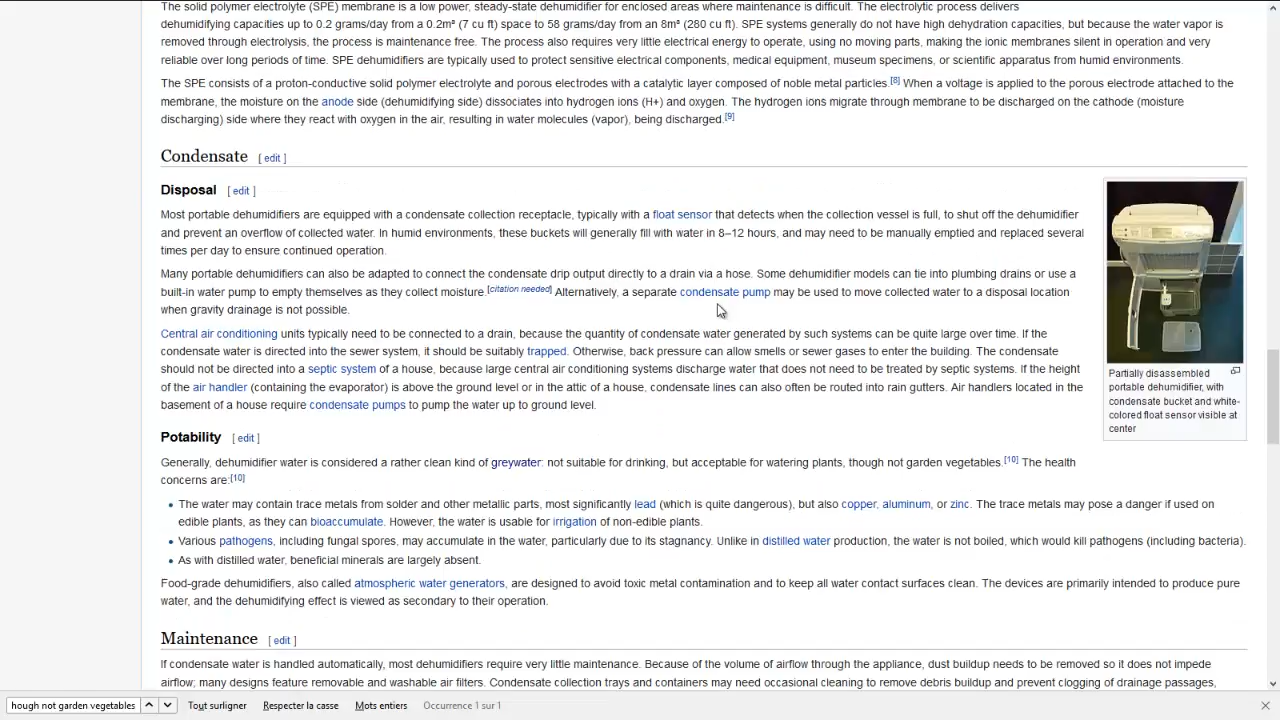 The solid polymer electrolyte (SPE) membrane is a low power, steady-state dehumidifier for enclosed areas where maintenance is difficult. The electrolytic process delivers
dehumidifying capacities up to 0.2 grams/day from a 0.2m³ (7 cu ft) space to 58 grams/day from an 8m³ (280 cu ft). SPE systems generally do not have high dehydration capacities, but because the water vapor is
removed through electrolysis, the process is maintenance free. The process also requires very little electrical energy to operate, using no moving parts, making the ionic membranes silent in operation and very
reliable over long periods of time. SPE dehumidifiers are typically used to protect sensitive electrical components, medical equipment, museum specimens, or scientific apparatus from humid environments.
The SPE consists of a proton-conductive solid polymer electrolyte and porous electrodes with a catalytic layer composed of noble metal particles.[8] When a voltage is applied to the porous electrode attached to the
membrane, the moisture on the anode side (dehumidifying side) dissociates into hydrogen ions (H+) and oxygen. The hydrogen ions migrate through membrane to be discharged on the cathode (moisture
discharging) side where they react with oxygen in the air, resulting in water molecules (vapor), being discharged.[9]
Condensate [ edit ]
Disposal [ edit ]
Most portable dehumidifiers are equipped with a condensate collection receptacle, typically with a float sensor that detects when the collection vessel is full, to shut off the dehumidifier
and prevent an overflow of collected water. In humid environments, these buckets will generally fill with water in 8–12 hours, and may need to be manually emptied and replaced several
times per day to ensure continued operation.
Many portable dehumidifiers can also be adapted to connect the condensate drip output directly to a drain via a hose. Some dehumidifier models can tie into plumbing drains or use a
built-in water pump to empty themselves as they collect moisture.[citation needed] Alternatively, a separate condensate pump may be used to move collected water to a disposal location
when gravity drainage is not possible.
Central air conditioning units typically need to be connected to a drain, because the quantity of condensate water generated by such systems can be quite large over time. If the
condensate water is directed into the sewer system, it should be suitably trapped. Otherwise, back pressure can allow smells or sewer gases to enter the building. The condensate
should not be directed into a septic system of a house, because large central air conditioning systems discharge water that does not need to be treated by septic systems. If the height
of the air handler (containing the evaporator) is above the ground level or in the attic of a house, condensate lines can also often be routed into rain gutters. Air handlers located in the
basement of a house require condensate pumps to pump the water up to ground level.
Partially disassembled
portable dehumidifier, with
condensate bucket and white-
colored float sensor visible at
center
Potability [ edit ]
Generally, dehumidifier water is considered a rather clean kind of greywater: not suitable for drinking, but acceptable for watering plants, though not garden vegetables.[10] The health
concerns are:[10]
• The water may contain trace metals from solder and other metallic parts, most significantly lead (which is quite dangerous), but also copper, aluminum, or zinc. The trace metals may pose a danger if used on
edible plants, as they can bioaccumulate. However, the water is usable for irrigation of non-edible plants.
• Various pathogens, including fungal spores, may accumulate in the water, particularly due to its stagnancy. Unlike in distilled water production, the water is not boiled, which would kill pathogens (including bacteria).
• As with distilled water, beneficial minerals are largely absent.
Food-grade dehumidifiers, also called atmospheric water generators, are designed to avoid toxic metal contamination and to keep all water contact surfaces clean. The devices are primarily intended to produce pure
water, and the dehumidifying effect is viewed as secondary to their operation.
Maintenance [ edit ]
If condensate water is handled automatically, most dehumidifiers require very little maintenance. Because of the volume of airflow through the appliance, dust buildup needs to be removed so it does not impede
airflow; many designs feature removable and washable air filters. Condensate collection trays and containers may need occasional cleaning to remove debris buildup and prevent clogging of drainage passages,
hough not garden vegetables Tout surligner Respecter la casse Mots entiers Occurrence 1 sur 1